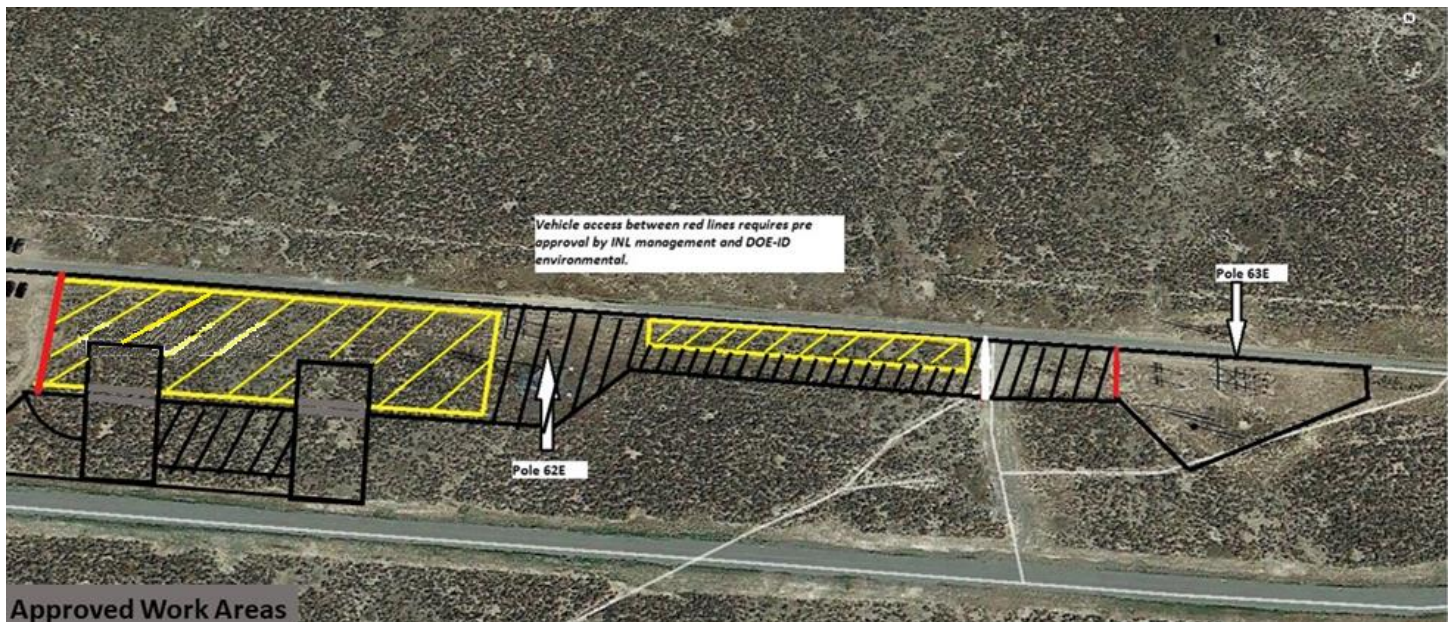 N
Vehicle access between red lines requires pre
approval by INL management and DOE-ID
environmental.
Pole 63E
Pole 62E
Approved Work Areas